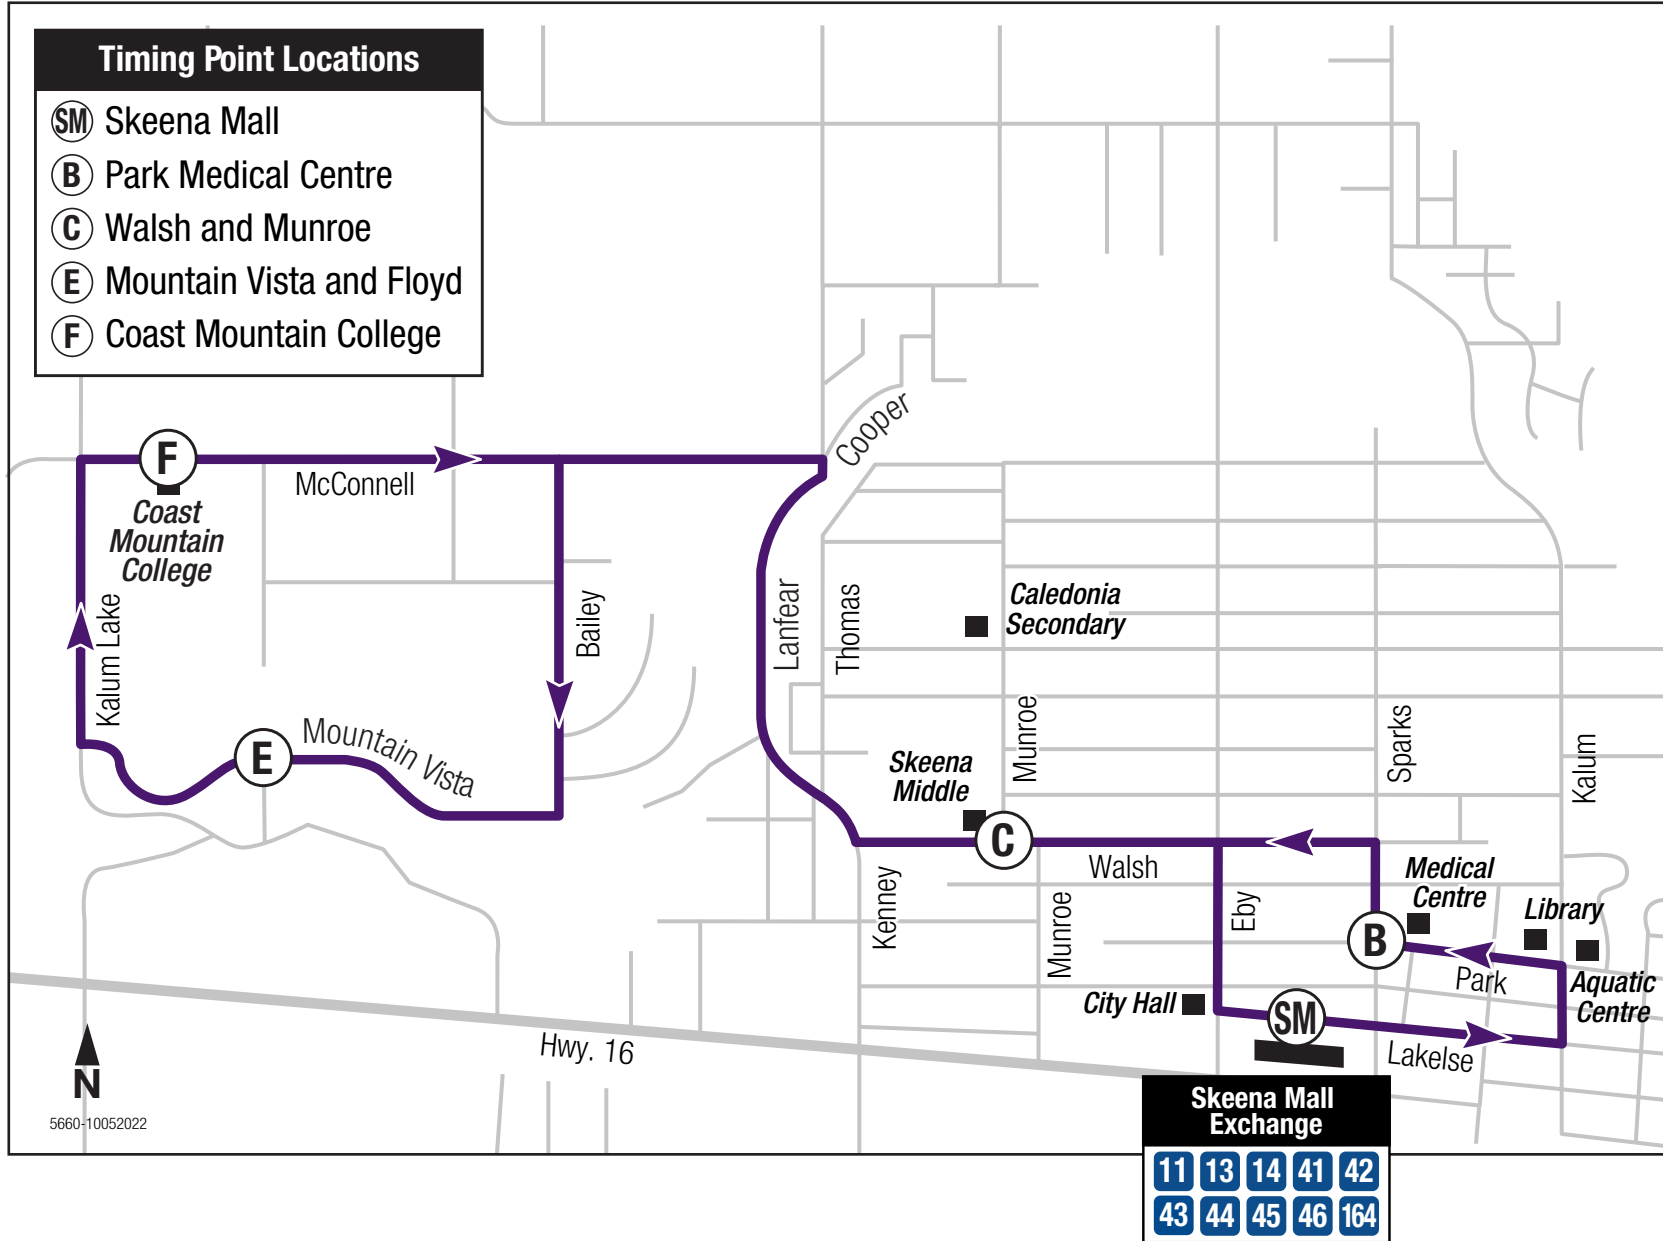 Timing Point Locations
SM Skeena Mall
B Park Medical Centre
C Walsh and Munroe
E Mountain Vista and Floyd
F Coast Mountain College
Cooper
F
McConnell
Coast
Mountain
College
Kalum Lake
Bailey
Lanfear
Thomas
Caledonia
Secondary
E
Mountain Vista
Munroe
Sparks
Kalum
Skeena
Middle
C
Walsh
Kenney
Munroe
Eby
Medical
Centre
Library
B
Park
Aquatic
Centre
City Hall
SM
Lakelse
Hwy. 16
N
5660-10052022
Skeena Mall
Exchange
11 13 14 41 42
43 44 45 46 164